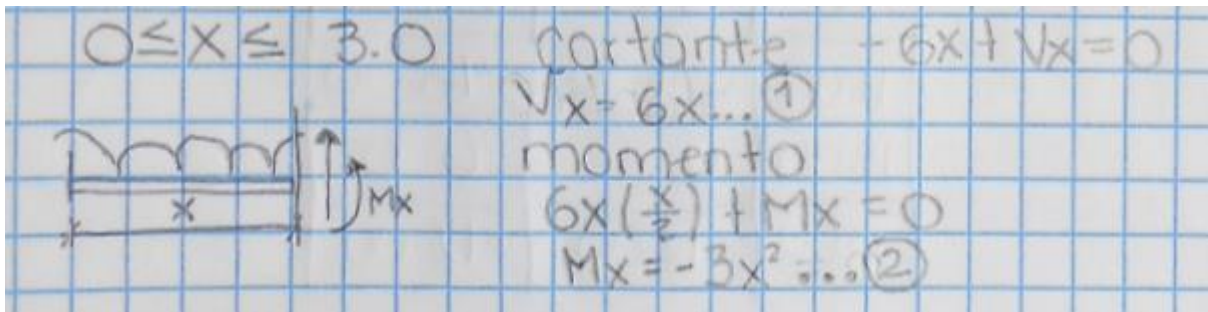 0≤x≤ 3.0 cortante -6x + Vx = 0
Vx = 6x... ①
momento
x Mx 6x(x/2) + Mx = 0
Mx = -3x² ... ②